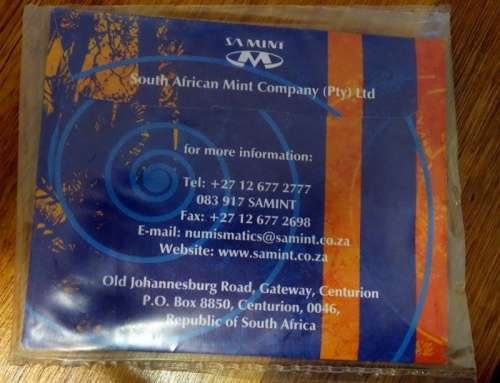 SA MINT
South African Mint Company (Pty) Ltd
for more information:
Tel: +27 12 677 2777
083 917 SAMINT
Fax: +27 12 677 2698
E-mail: numismatics@samint.co.za
Website: www.samint.co.za
Old Johannesburg Road, Gateway, Centurion
P.O. Box 8850, Centurion, 0046,
Republic of South Africa